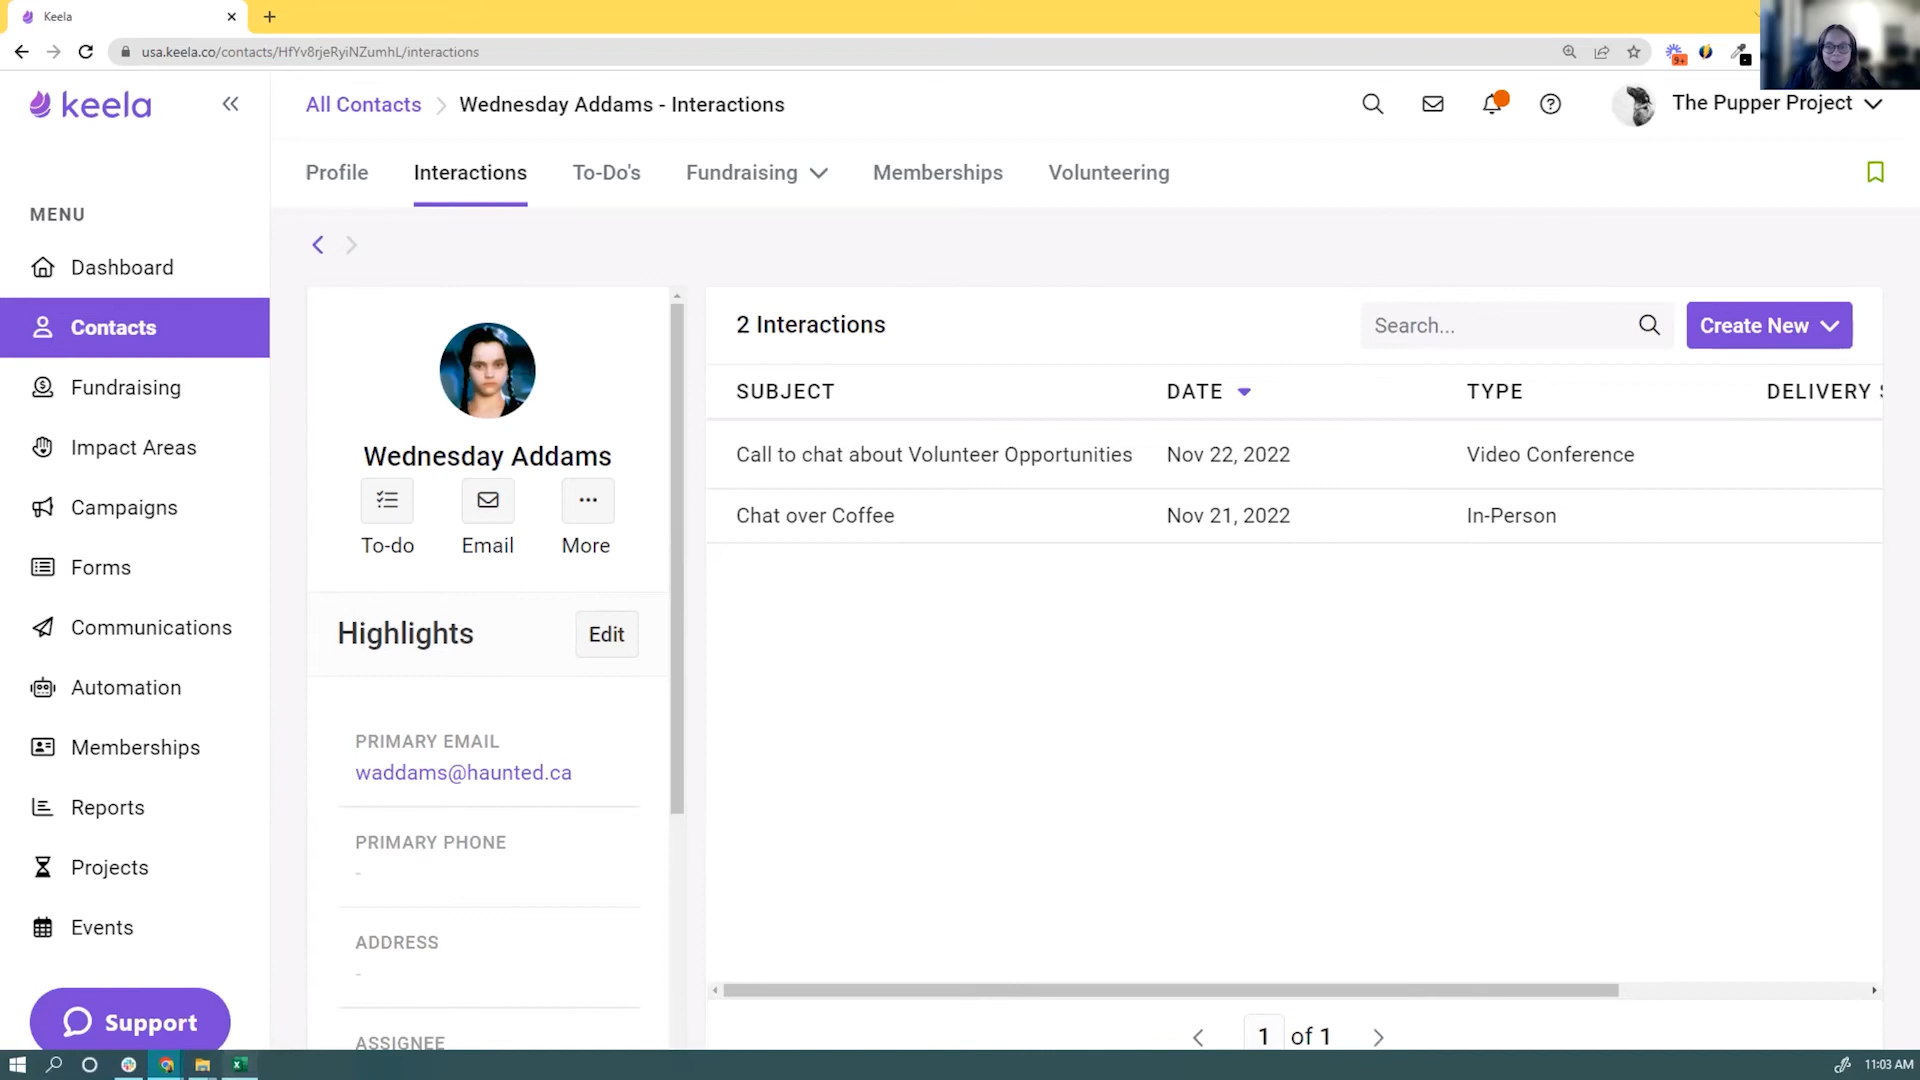 Keela
usa.keela.co/contacts/HfYv8rjeRyiNZumhL/interactions
9+
keela
All Contacts
Wednesday Addams - Interactions
The Pupper Project
Profile
Interactions
To-Do's
Fundraising
Memberships
Volunteering
MENU
Dashboard
Contacts
Fundraising
Impact Areas
Campaigns
Forms
Communications
Automation
Memberships
Reports
Projects
Events
Support
Wednesday Addams
To-do
Email
More
Highlights
Edit
PRIMARY EMAIL
waddams@haunted.ca
PRIMARY PHONE
-
ADDRESS
-
ASSIGNEE
2 Interactions
Search...
Create New
SUBJECT
DATE
TYPE
DELIVERY
Call to chat about Volunteer Opportunities
Nov 22, 2022
Video Conference
Chat over Coffee
Nov 21, 2022
In-Person
1 of 1
11:03 AM